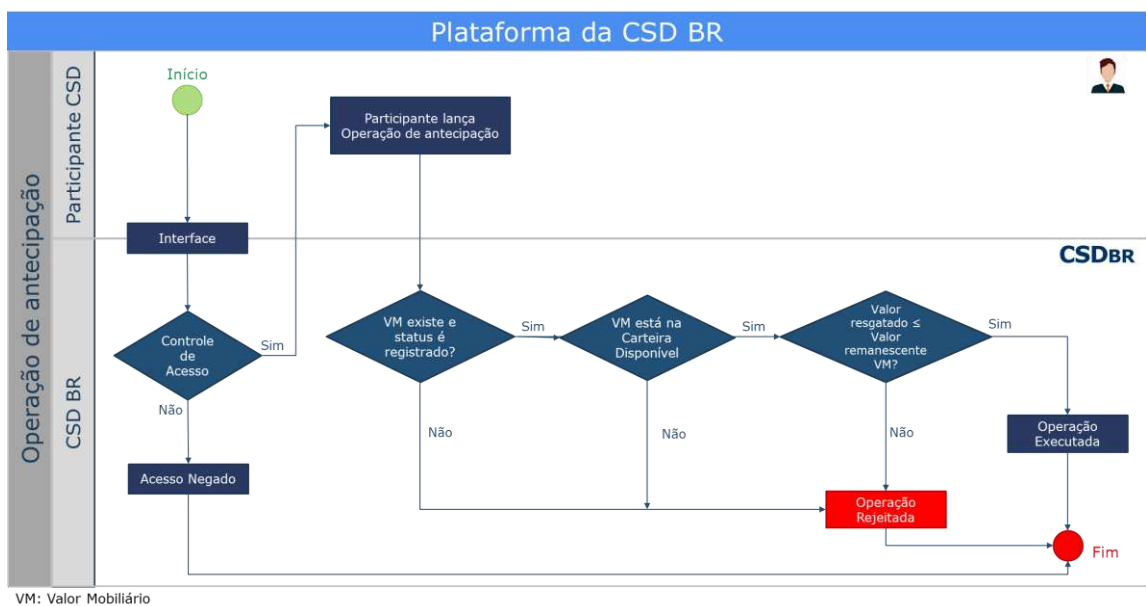 Plataforma da CSD BR
Operação de antecipação
Participante CSD
Início
Participante lança
Operação de antecipação
Interface
CSD BR
CSDBR
Controle
de
Acesso
Sim
Não
Acesso Negado
VM existe e
status é
registrado?
Sim
Não
VM está na
Carteira
Disponível
Sim
Não
Valor
resgatado ≤
Valor
remanescente
VM?
Sim
Não
Operação
Executada
Operação
Rejeitada
Fim
VM: Valor Mobiliário